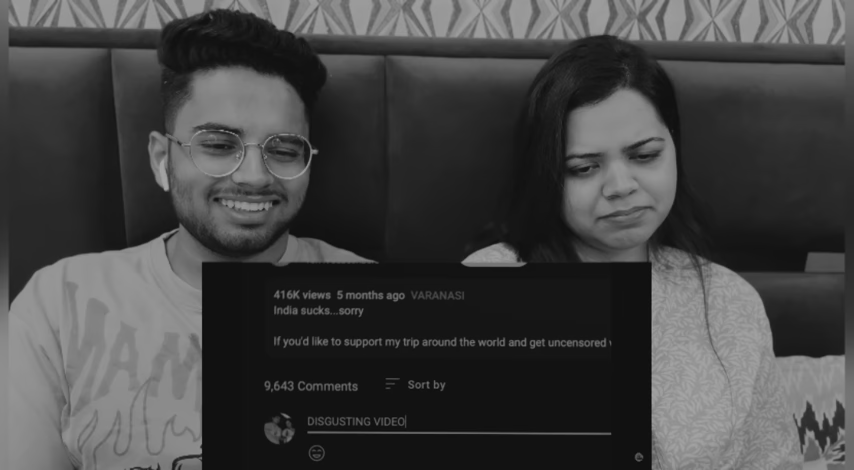 416K views 5 months ago VARANASI
India sucks...sorry
If you'd like to support my trip around the world and get uncensored
9,643 Comments
Sort by
DISGUSTING VIDEO